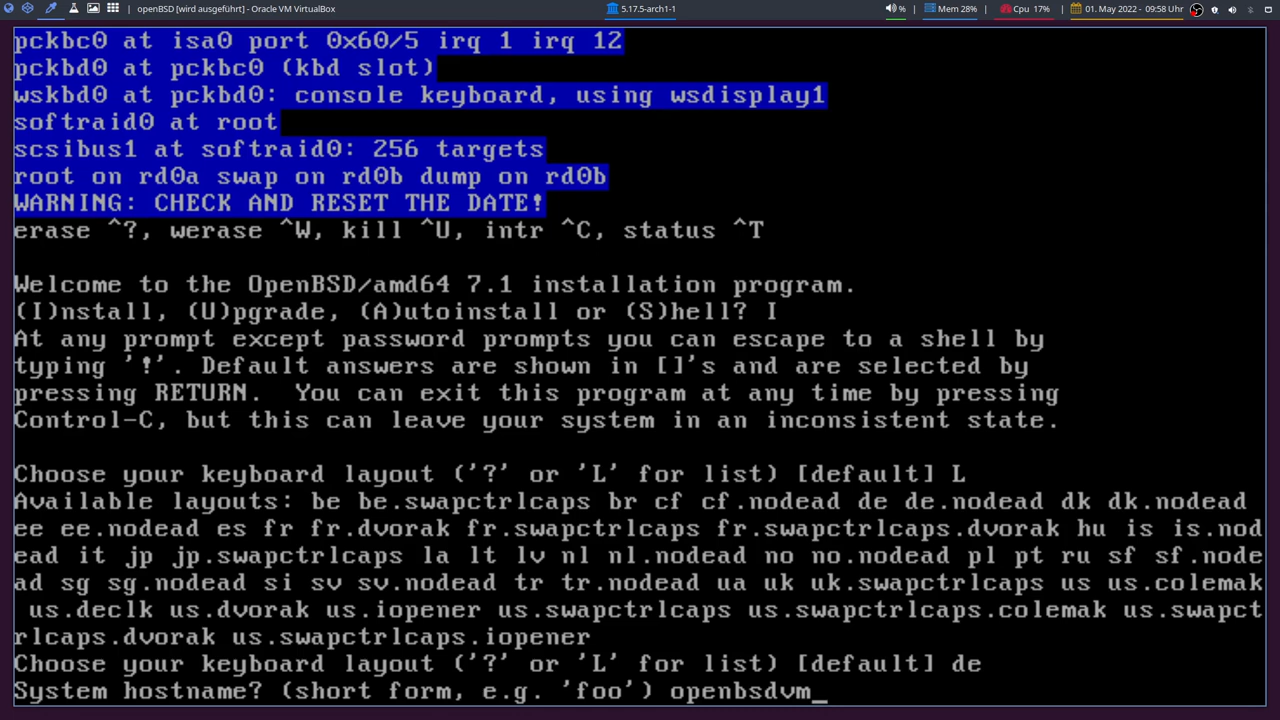 openBSD [wird ausgeführt] - Oracle VM VirtualBox
5.17.5-arch1-1
% Mem 28% Cpu 17% 01. May 2022 - 09:58 Uhr
pckbc0 at isa0 port 0x60/5 irq 1 irq 12
pckbd0 at pckbc0 (kbd slot)
wskbd0 at pckbd0: console keyboard, using wsdisplay1
softraid0 at root
scsibus1 at softraid0: 256 targets
root on rd0a swap on rd0b dump on rd0b
WARNING: CHECK AND RESET THE DATE!
erase ^?, werase ^W, kill ^U, intr ^C, status ^T
Welcome to the OpenBSD/amd64 7.1 installation program.
(I)nstall, (U)pgrade, (A)utoinstall or (S)hell? I
At any prompt except password prompts you can escape to a shell by
typing '!'. Default answers are shown in []'s and are selected by
pressing RETURN.  You can exit this program at any time by pressing
Control-C, but this can leave your system in an inconsistent state.
Choose your keyboard layout ('?' or 'L' for list) [default] L
Available layouts: be be.swapctrlcaps br cf cf.nodead de de.nodead dk dk.nodead
ee ee.nodead es fr fr.dvorak fr.swapctrlcaps fr.swapctrlcaps.dvorak hu is is.nod
ead it jp jp.swapctrlcaps la lt lv nl nl.nodead no no.nodead pl pt ru sf sf.node
ad sg sg.nodead si sv sv.nodead tr tr.nodead ua uk uk.swapctrlcaps us us.colemak
us.declk us.dvorak us.iopener us.swapctrlcaps us.swapctrlcaps.colemak us.swapct
rlcaps.dvorak us.swapctrlcaps.iopener
Choose your keyboard layout ('?' or 'L' for list) [default] de
System hostname? (short form, e.g. 'foo') openbsdvm_